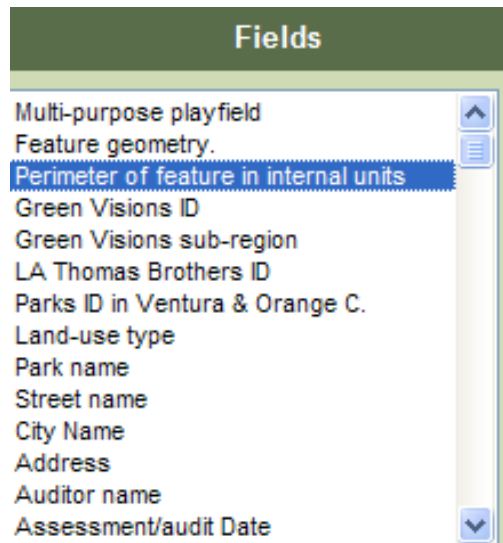 Fields
Multi-purpose playfield
Feature geometry.
Perimeter of feature in internal units
Green Visions ID
Green Visions sub-region
LA Thomas Brothers ID
Parks ID in Ventura & Orange C.
Land-use type
Park name
Street name
City Name
Address
Auditor name
Assessment/audit Date